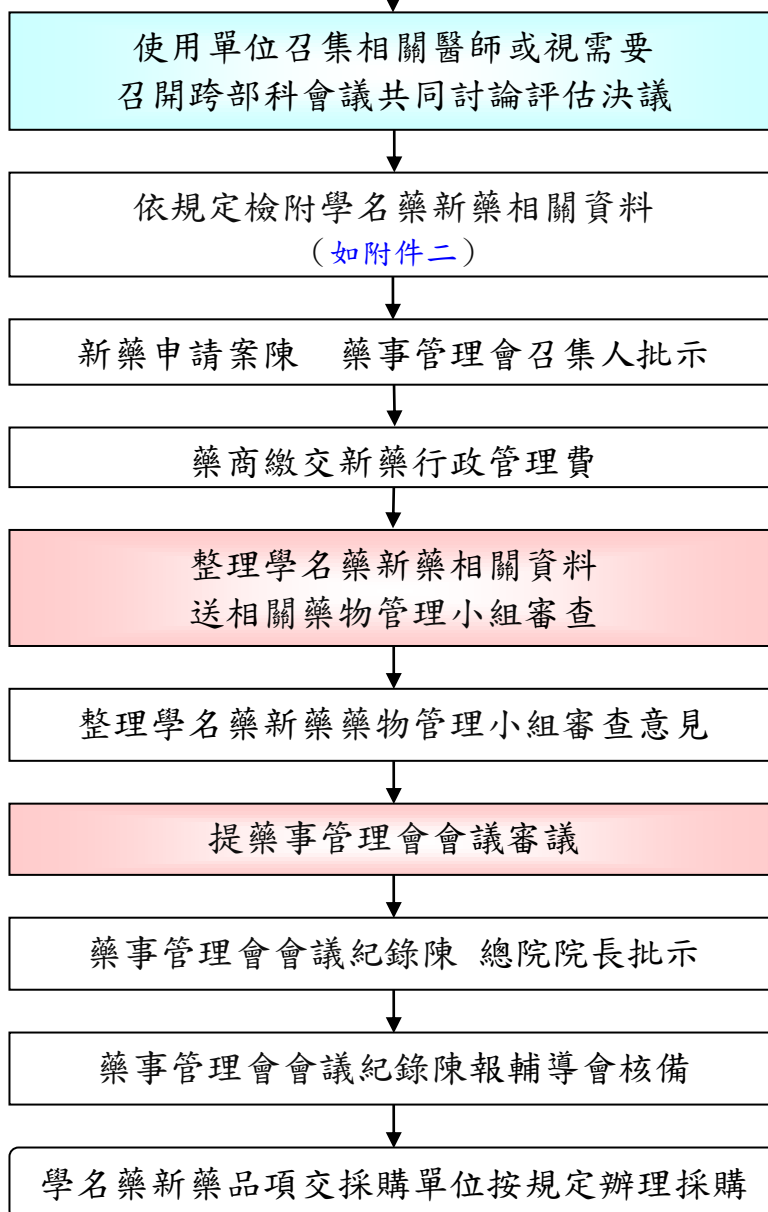 使用單位召集相關醫師或視需要
召開跨部科會議共同討論評估決議
依規定檢附學名藥新藥相關資料
（如附件二）
新藥申請案陳　藥事管理會召集人批示
藥商繳交新藥行政管理費
整理學名藥新藥相關資料
送相關藥物管理小組審查
整理學名藥新藥藥物管理小組審查意見
提藥事管理會會議審議
藥事管理會會議紀錄陳 總院院長批示
藥事管理會會議紀錄陳報輔導會核備
學名藥新藥品項交採購單位按規定辦理採購